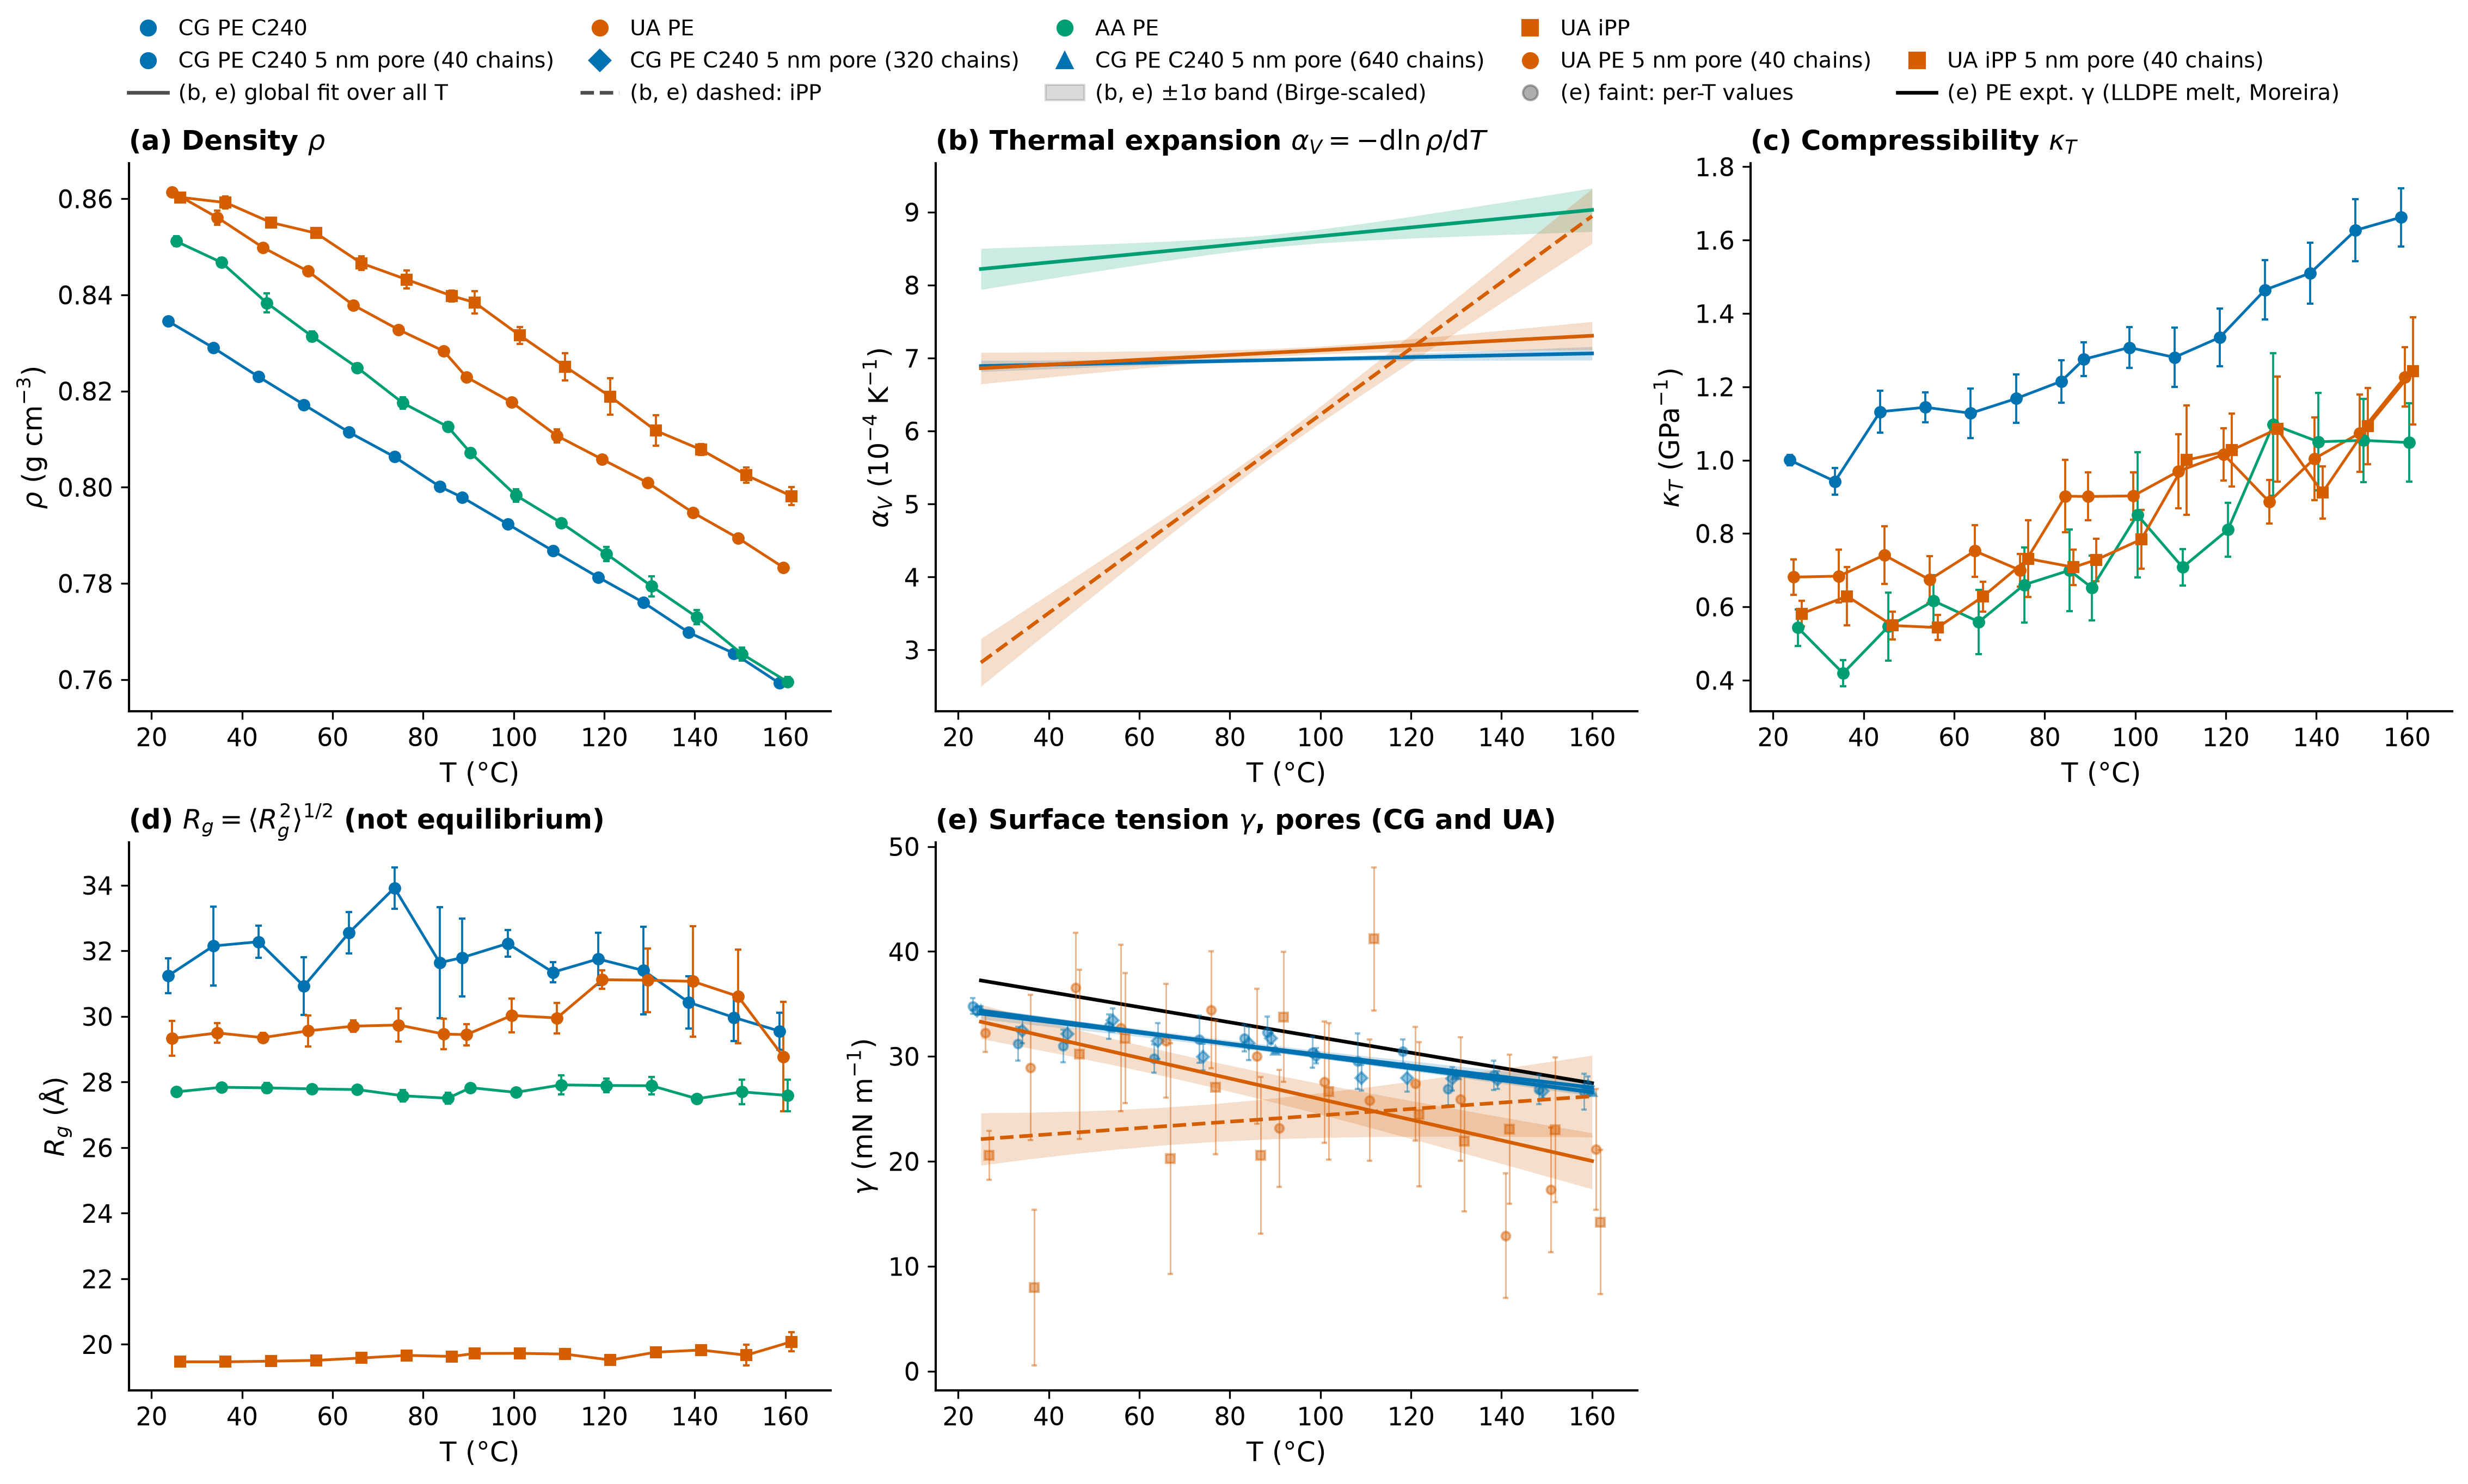 CG PE C240 UA PE AA PE UA iPP
CG PE C240 5 nm pore (40 chains) CG PE C240 5 nm pore (320 chains) CG PE C240 5 nm pore (640 chains) UA PE 5 nm pore (40 chains) UA iPP 5 nm pore (40 chains)
(b, e) global fit over all T (b, e) dashed: iPP (b, e) ±1σ band (Birge-scaled) (e) faint: per-T values (e) PE expt. γ (LLDPE melt, Moreira)
(a) Density ρ
0.86
0.84
0.82
0.80
0.78
0.76
ρ (g cm⁻³)
20 40 60 80 100 120 140 160
T (°C)
(b) Thermal expansion α_V = −dln ρ/dT
9
8
7
6
5
4
3
α_V (10⁻⁴ K⁻¹)
20 40 60 80 100 120 140 160
T (°C)
(c) Compressibility κ_T
1.8
1.6
1.4
1.2
1.0
0.8
0.6
0.4
κ_T (GPa⁻¹)
20 40 60 80 100 120 140 160
T (°C)
(d) R_g = ⟨R_g²⟩^1/2 (not equilibrium)
34
32
30
28
26
24
22
20
R_g (Å)
20 40 60 80 100 120 140 160
T (°C)
(e) Surface tension γ, pores (CG and UA)
50
40
30
20
10
0
γ (mN m⁻¹)
20 40 60 80 100 120 140 160
T (°C)